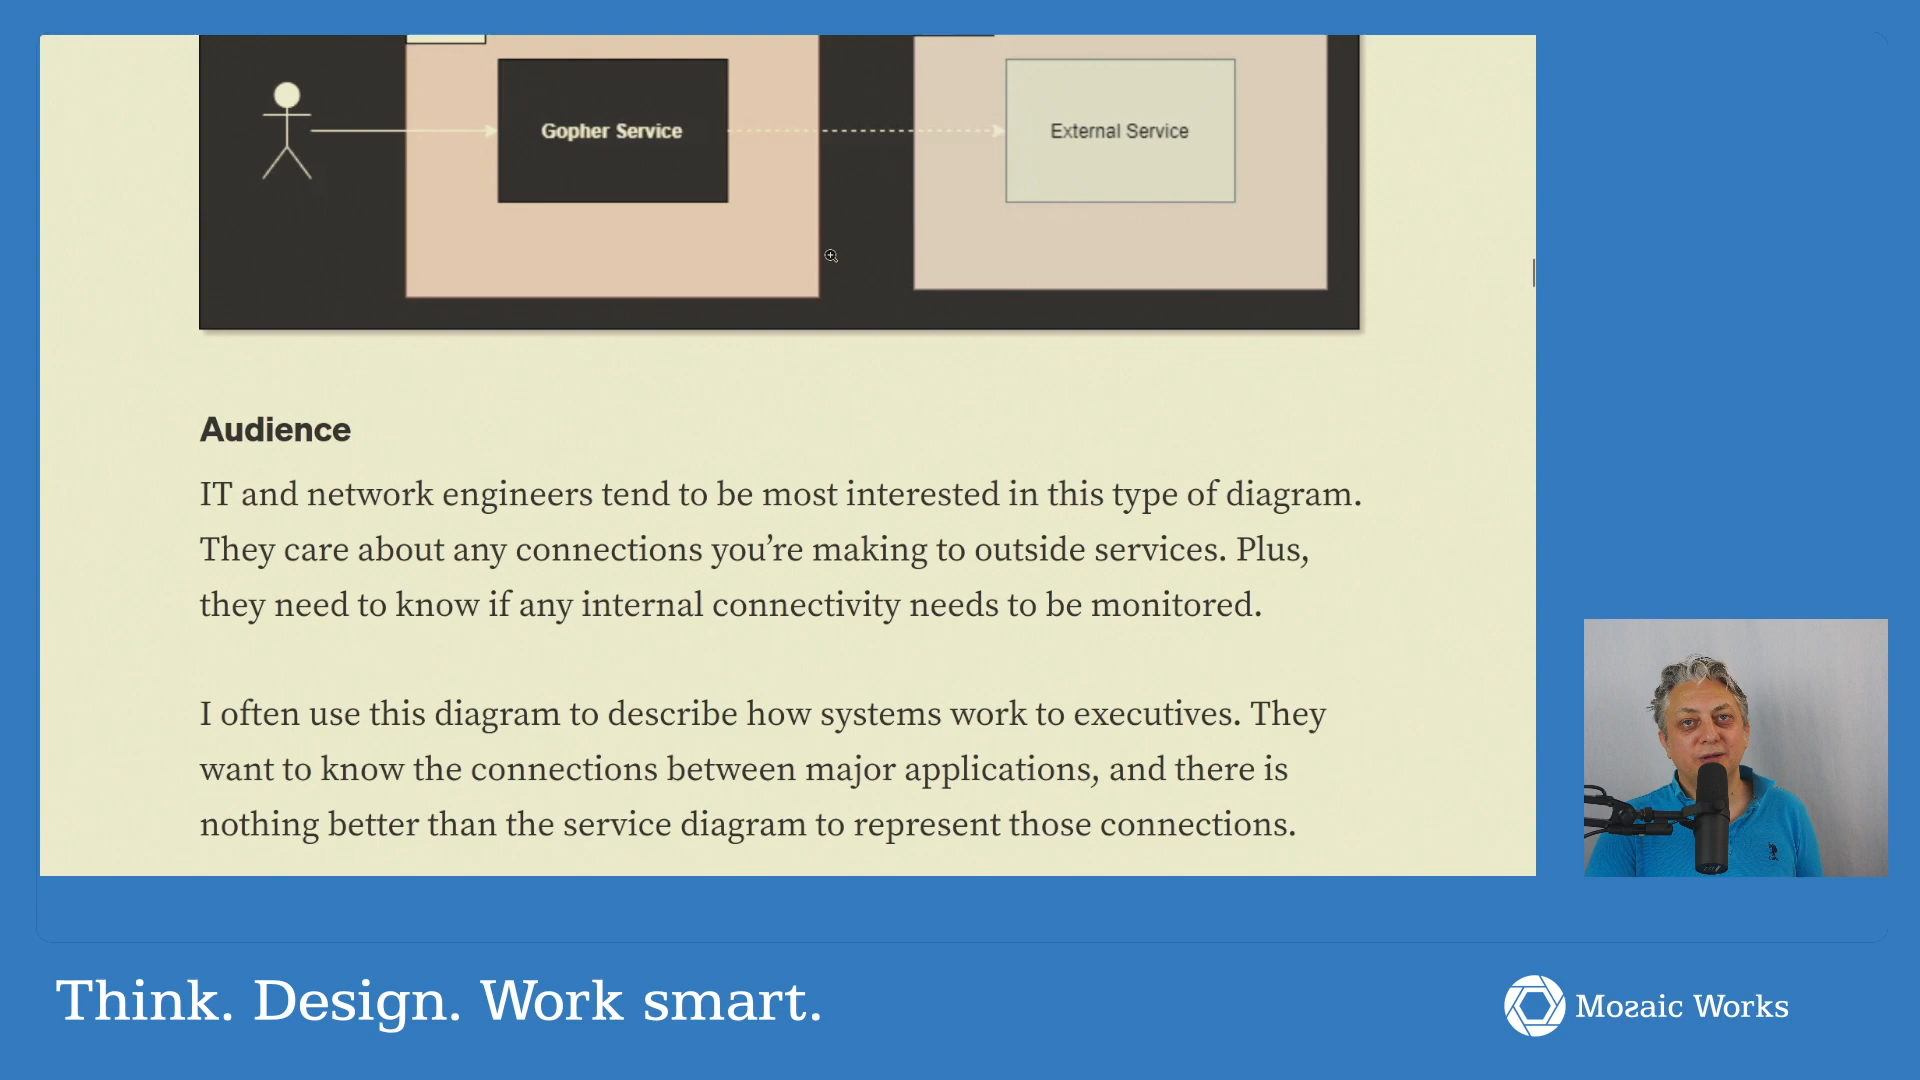 Gopher Service
External Service
Audience
IT and network engineers tend to be most interested in this type of diagram.
They care about any connections you’re making to outside services. Plus,
they need to know if any internal connectivity needs to be monitored.
I often use this diagram to describe how systems work to executives. They
want to know the connections between major applications, and there is
nothing better than the service diagram to represent those connections.
Think. Design. Work smart.
Mozaic Works